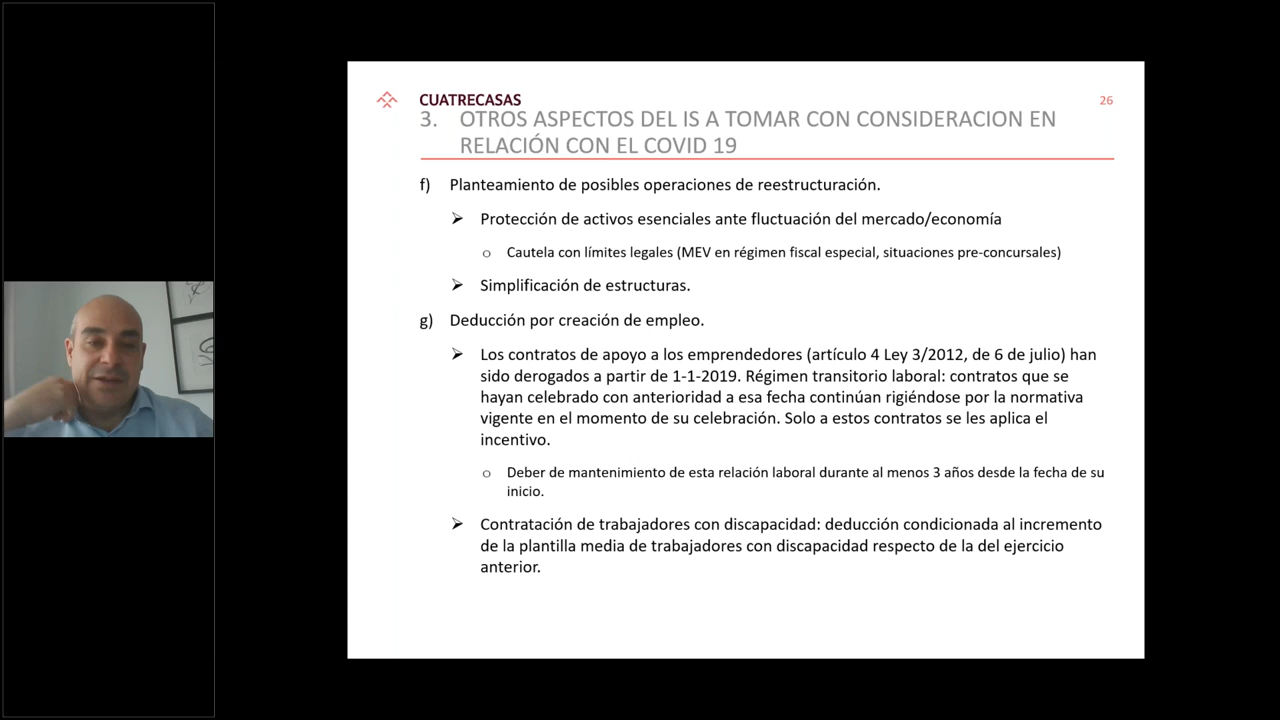 CUATRECASAS
26
3. OTROS ASPECTOS DEL IS A TOMAR CON CONSIDERACION EN
RELACIÓN CON EL COVID 19
f) Planteamiento de posibles operaciones de reestructuración.
➢ Protección de activos esenciales ante fluctuación del mercado/economía
o Cautela con límites legales (MEV en régimen fiscal especial, situaciones pre-concursales)
➢ Simplificación de estructuras.
g) Deducción por creación de empleo.
➢ Los contratos de apoyo a los emprendedores (artículo 4 Ley 3/2012, de 6 de julio) han
sido derogados a partir de 1-1-2019. Régimen transitorio laboral: contratos que se
hayan celebrado con anterioridad a esa fecha continúan rigiéndose por la normativa
vigente en el momento de su celebración. Solo a estos contratos se les aplica el
incentivo.
o Deber de mantenimiento de esta relación laboral durante al menos 3 años desde la fecha de su
inicio.
➢ Contratación de trabajadores con discapacidad: deducción condicionada al incremento
de la plantilla media de trabajadores con discapacidad respecto de la del ejercicio
anterior.